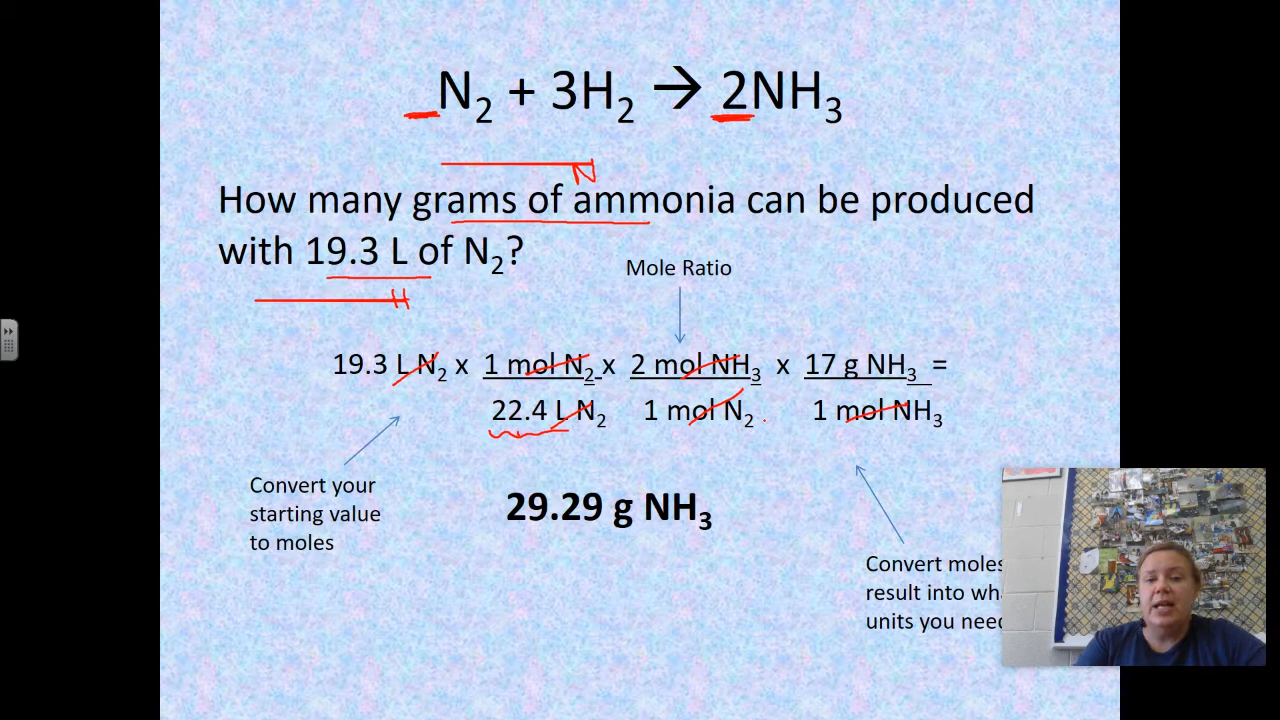 N₂ + 3H₂ → 2NH₃
N
How many grams of ammonia can be produced
with 19.3 L of N₂?
H
Mole Ratio
19.3 L N₂ x 1 mol N₂ x 2 mol NH₃ x 17 g NH₃ =
22.4 L N₂ 1 mol N₂ 1 mol NH₃
Convert your
starting value
to moles
29.29 g NH₃
Convert moles
result into
units you